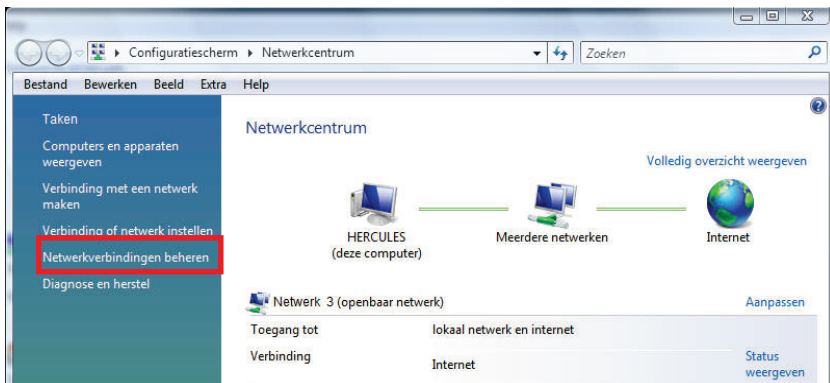 Configuratiescherm ▸ Netwerkcentrum
Zoeken
Bestand Bewerken Beeld Extra Help
Taken
Computers en apparaten
weergeven
Verbinding met een netwerk
maken
Verbinding of netwerk instellen
Netwerkverbindingen beheren
Diagnose en herstel
Netwerkcentrum
Volledig overzicht weergeven
HERCULES
(deze computer)
Meerdere netwerken
Internet
Netwerk 3 (openbaar netwerk)
Aanpassen
Toegang tot
lokaal netwerk en internet
Verbinding
Internet
Status
weergeven